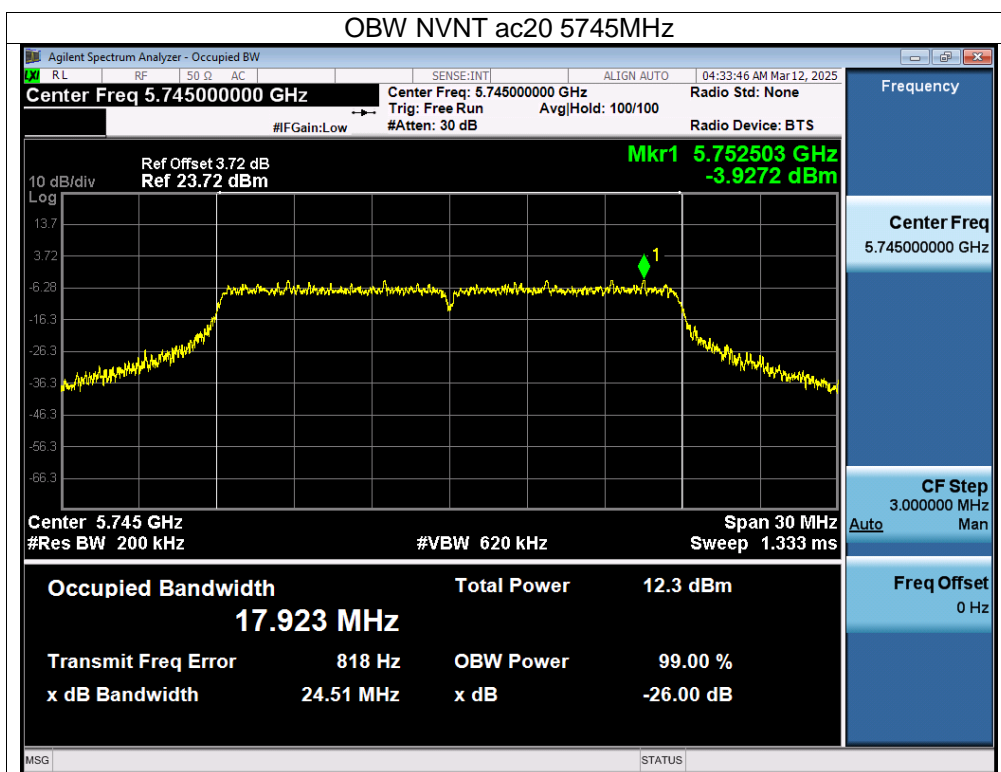 OBW NVNT ac20 5745MHz
Agilent Spectrum Analyzer - Occupied BW
LXI RL RF 50 Ω AC SENSE:INT ALIGN AUTO 04:33:46 AM Mar 12, 2025
Center Freq 5.745000000 GHz
Center Freq: 5.745000000 GHz
Radio Std: None
Trig: Free Run Avg|Hold: 100/100
#IFGain:Low #Atten: 30 dB Radio Device: BTS
Mkr1 5.752503 GHz
-3.9272 dBm
Ref Offset 3.72 dB
10 dB/div Ref 23.72 dBm
Log
13.7
3.72
-6.28
-16.3
-26.3
-36.3
-46.3
-56.3
-66.3
1
Center 5.745 GHz Span 30 MHz
#Res BW 200 kHz #VBW 620 kHz Sweep 1.333 ms
Occupied Bandwidth Total Power 12.3 dBm
17.923 MHz
Transmit Freq Error 818 Hz OBW Power 99.00 %
x dB Bandwidth 24.51 MHz x dB -26.00 dB
MSG STATUS
Frequency
Center Freq
5.745000000 GHz
CF Step
3.000000 MHz
Auto Man
Freq Offset
0 Hz